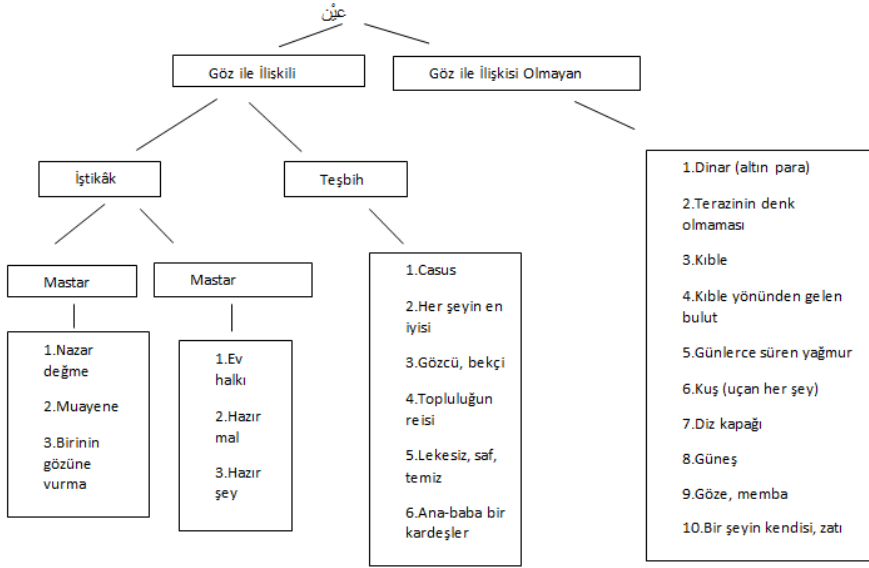 عيْن
Göz ile İlişkili
Göz ile İlişkisi Olmayan
İştikâk
Teşbih
Mastar
Mastar
1.Nazar
değme
2.Muayene
3.Birinin
gözüne
vurma
1.Ev
halkı
2.Hazır
mal
3.Hazır
şey
1.Casus
2.Her şeyin en
iyisi
3.Gözcü, bekçi
4.Topluluğun
reisi
5.Lekesiz, saf,
temiz
6.Ana-baba bir
kardeşler
1.Dinar (altın para)
2.Terazinin denk
olmaması
3.Kıble
4.Kıble yönünden gelen
bulut
5.Günlerce süren yağmur
6.Kuş (uçan her şey)
7.Diz kapağı
8.Güneş
9.Göze, memba
10.Bir şeyin kendisi, zatı